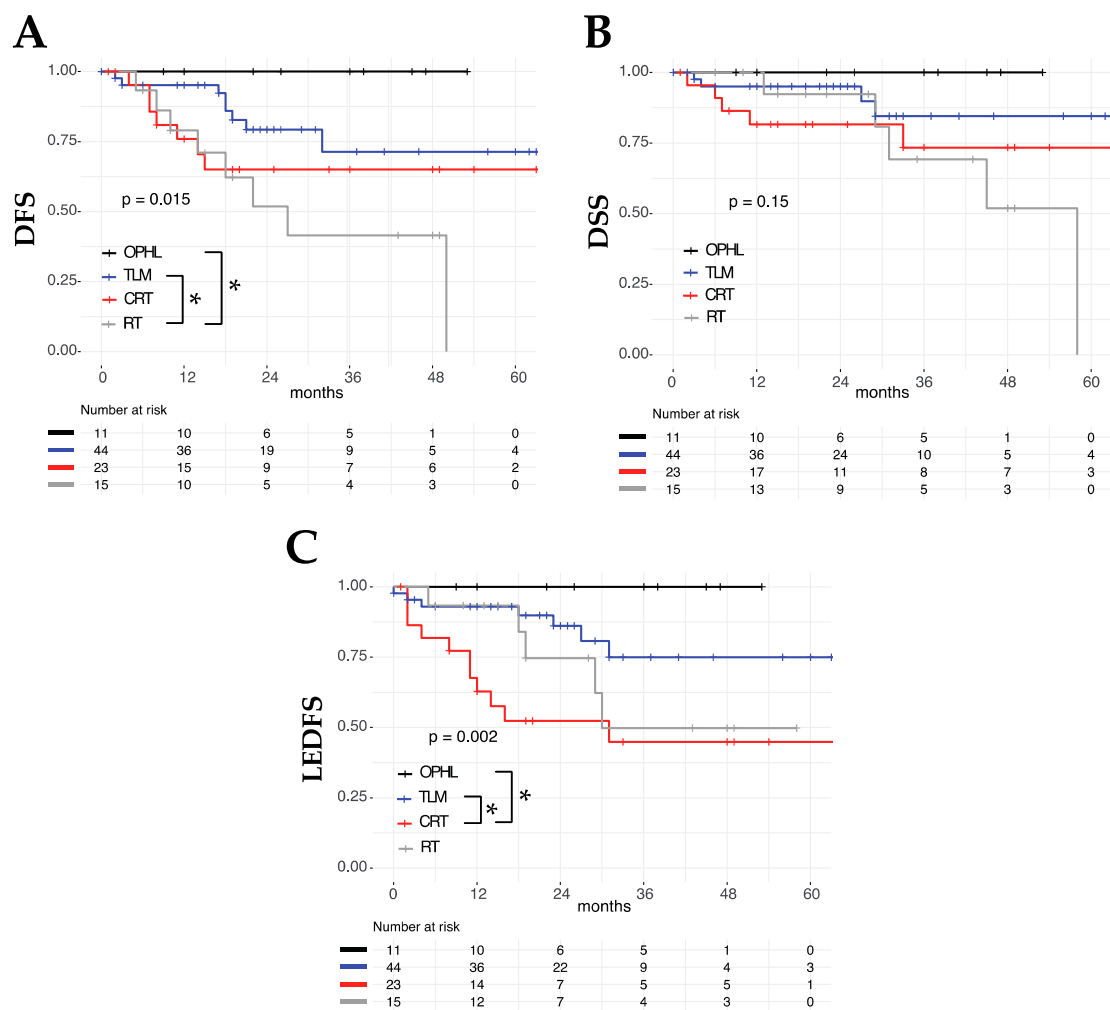 A
DFS
1.00
0.75
0.50
0.25
0.00
p = 0.015
OPHL
TLM
CRT
RT
*
*
0 12 24 36 48 60
months
Number at risk
11 10 6 5 1 0
44 36 19 9 5 4
23 15 9 7 6 2
15 10 5 4 3 0
B
DSS
1.00
0.75
0.50
0.25
0.00
p = 0.15
OPHL
TLM
CRT
RT
0 12 24 36 48 60
months
Number at risk
11 10 6 5 1 0
44 36 24 10 5 4
23 17 11 8 7 3
15 13 9 5 3 0
C
LEDFS
1.00
0.75
0.50
0.25
0.00
p = 0.002
OPHL
TLM
CRT
RT
*
*
0 12 24 36 48 60
months
Number at risk
11 10 6 5 1 0
44 36 22 9 4 3
23 14 7 5 5 1
15 12 7 4 3 0